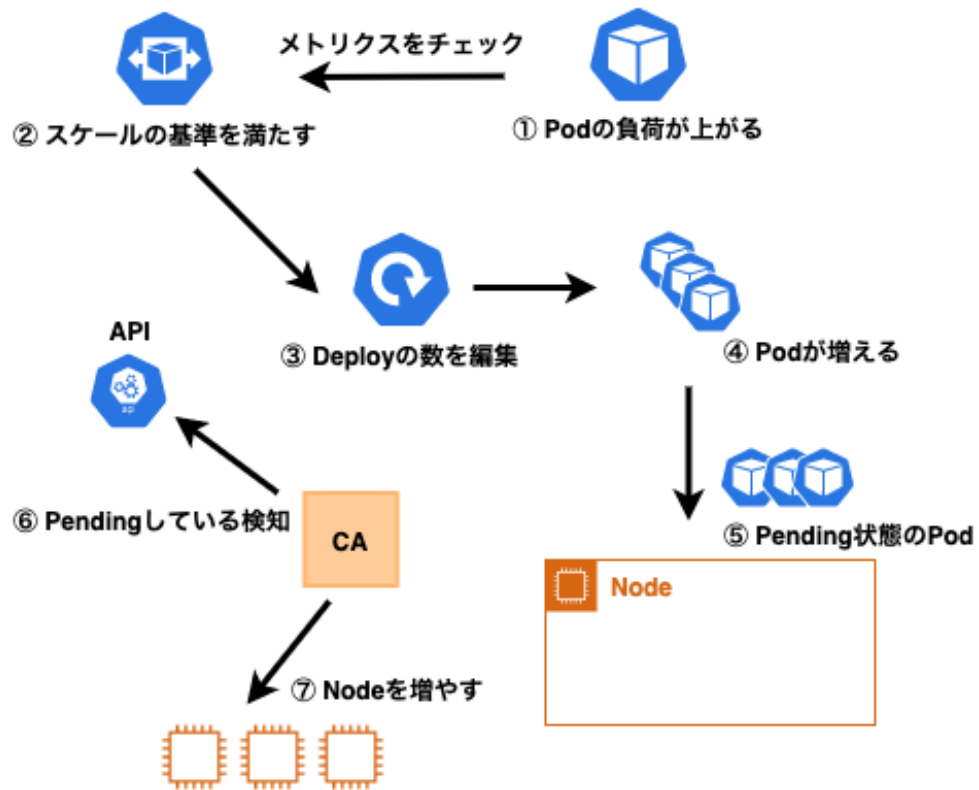 メトリクスをチェック
① Podの負荷が上がる
② スケールの基準を満たす
③ Deployの数を編集
④ Podが増える
API
api
⑤ Pending状態のPod
⑥ Pendingしている検知
CA
Node
⑦ Nodeを増やす